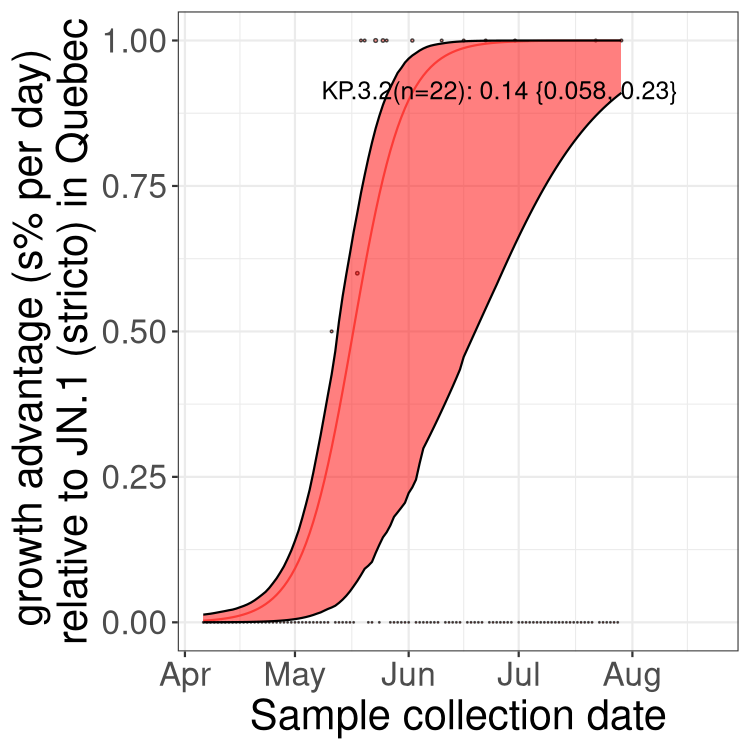 growth advantage (s% per day)
relative to JN.1 (stricto) in Quebec
1.00
0.75
0.50
0.25
0.00
KP.3.2(n=22): 0.14 {0.058, 0.23}
Apr May Jun Jul Aug
Sample collection date